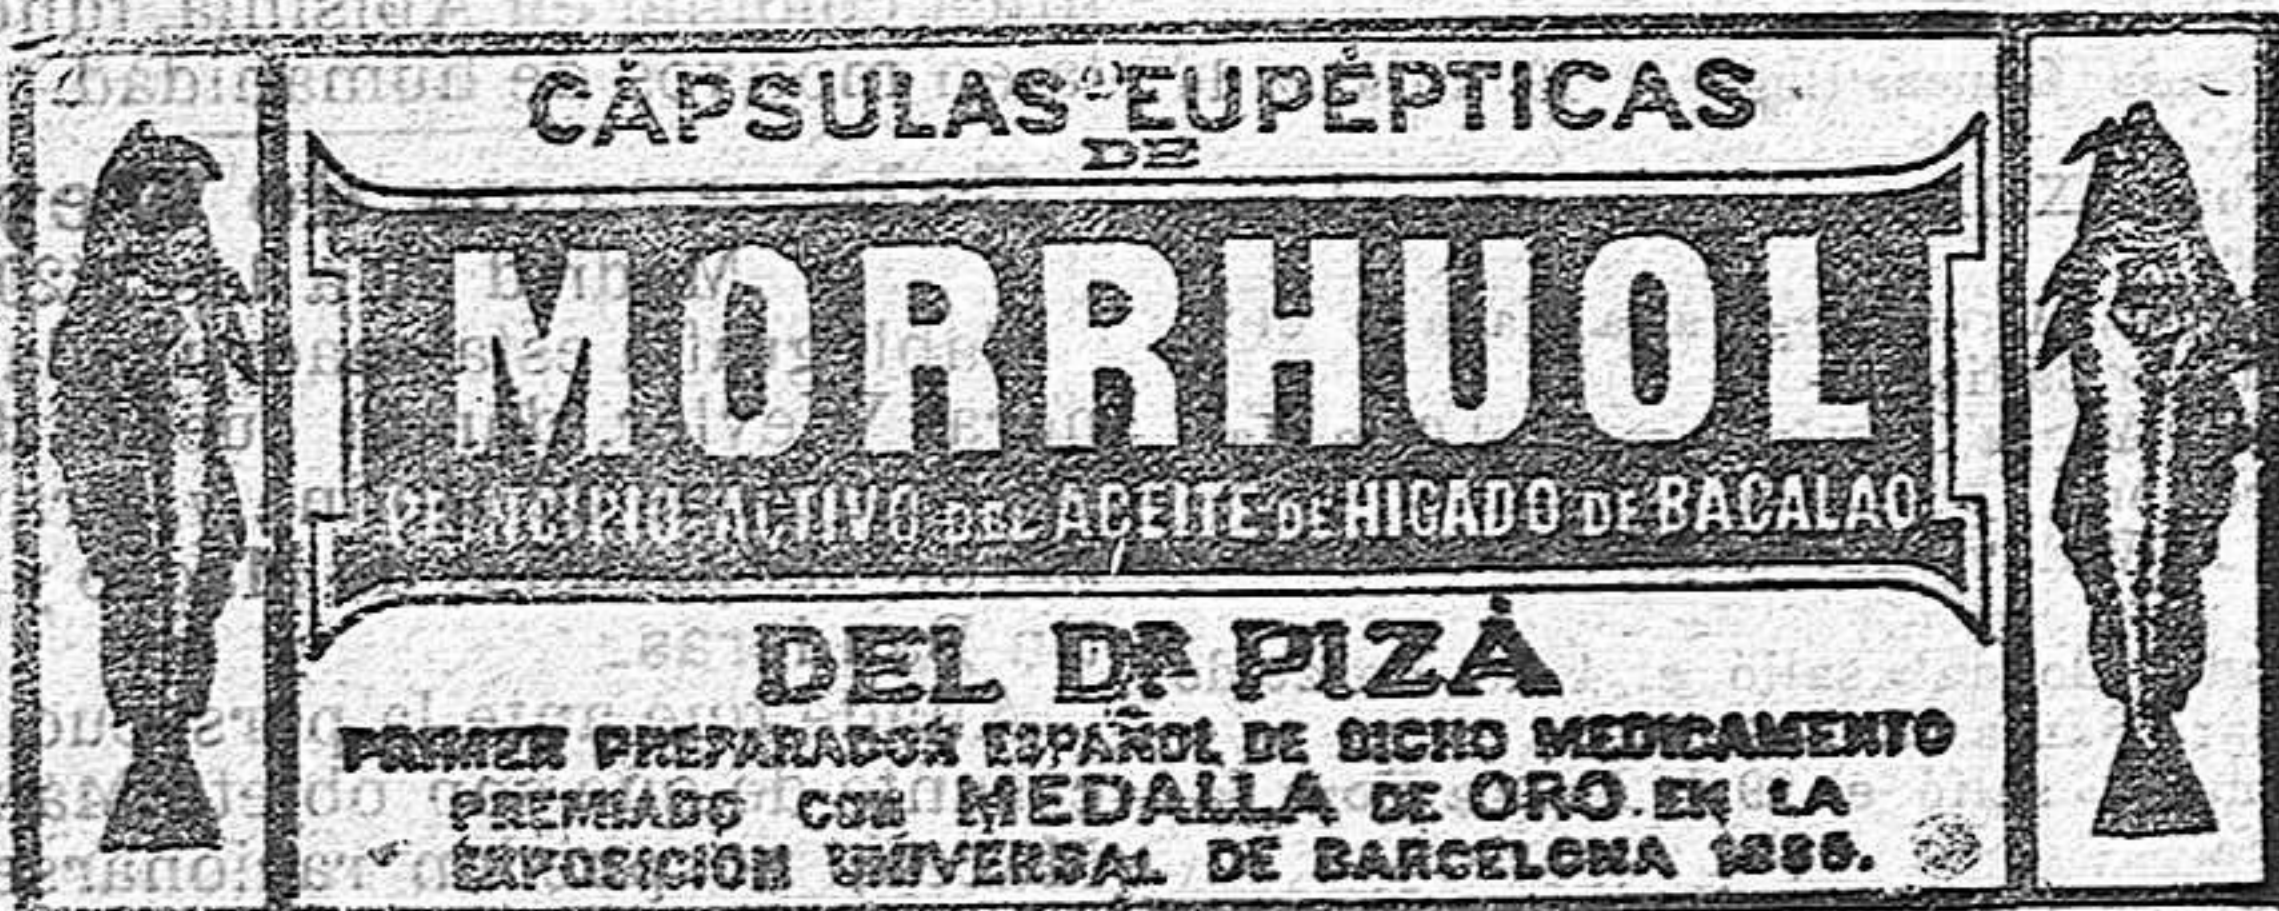 CÁPSULAS EUPÉPTICAS
DE
MORRHUOL
PRINCIPIO ACTIVO DEL ACEITE DE HIGADO DE BACALAO
DEL DR PIZÁ
PRIMER PREPARADOR ESPAÑOL DE DICHO MEDICAMENTO
PREMIADO CON MEDALLA DE ORO EN LA
EXPOSICIÓN UNIVERSAL DE BARCELONA